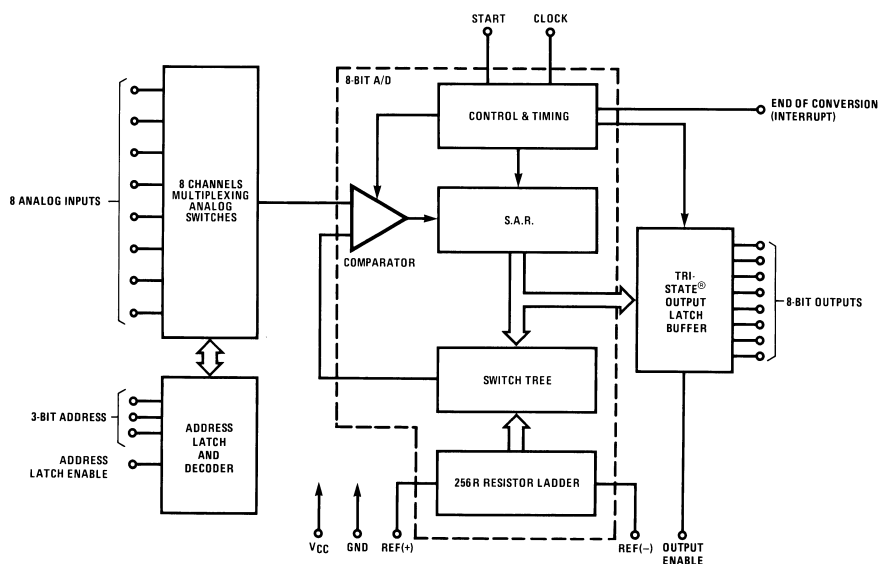 START
CLOCK
8-BIT A/D
CONTROL & TIMING
END OF CONVERSION
(INTERRUPT)
8 ANALOG INPUTS
8 CHANNELS
MULTIPLEXING
ANALOG
SWITCHES
COMPARATOR
S.A.R.
TRI-
STATE®
OUTPUT
LATCH
BUFFER
8-BIT OUTPUTS
SWITCH TREE
3-BIT ADDRESS
ADDRESS
LATCH ENABLE
ADDRESS
LATCH
AND
DECODER
256R RESISTOR LADDER
VCC
GND
REF(+)
REF(−)
OUTPUT
ENABLE